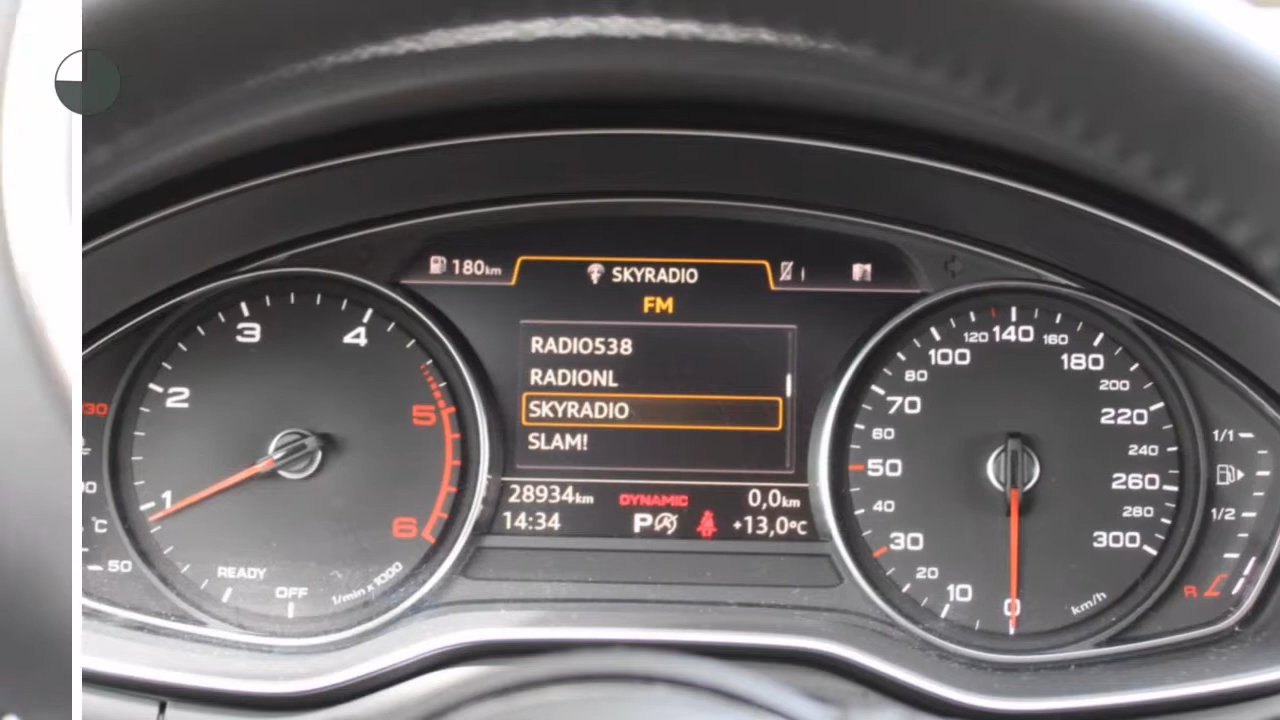 180km
SKYRADIO
FM
RADIO538
RADIONL
SKYRADIO
SLAM!
28934km
DYNAMIC
0,0km
14:34
P
+13,0°C
1
2
3
4
5
6
READY
OFF
1/min x 1000
130
°C
50
0
10
20
30
40
50
60
70
80
100
120
140
160
180
200
220
240
260
280
300
km/h
1/1
1/2
R